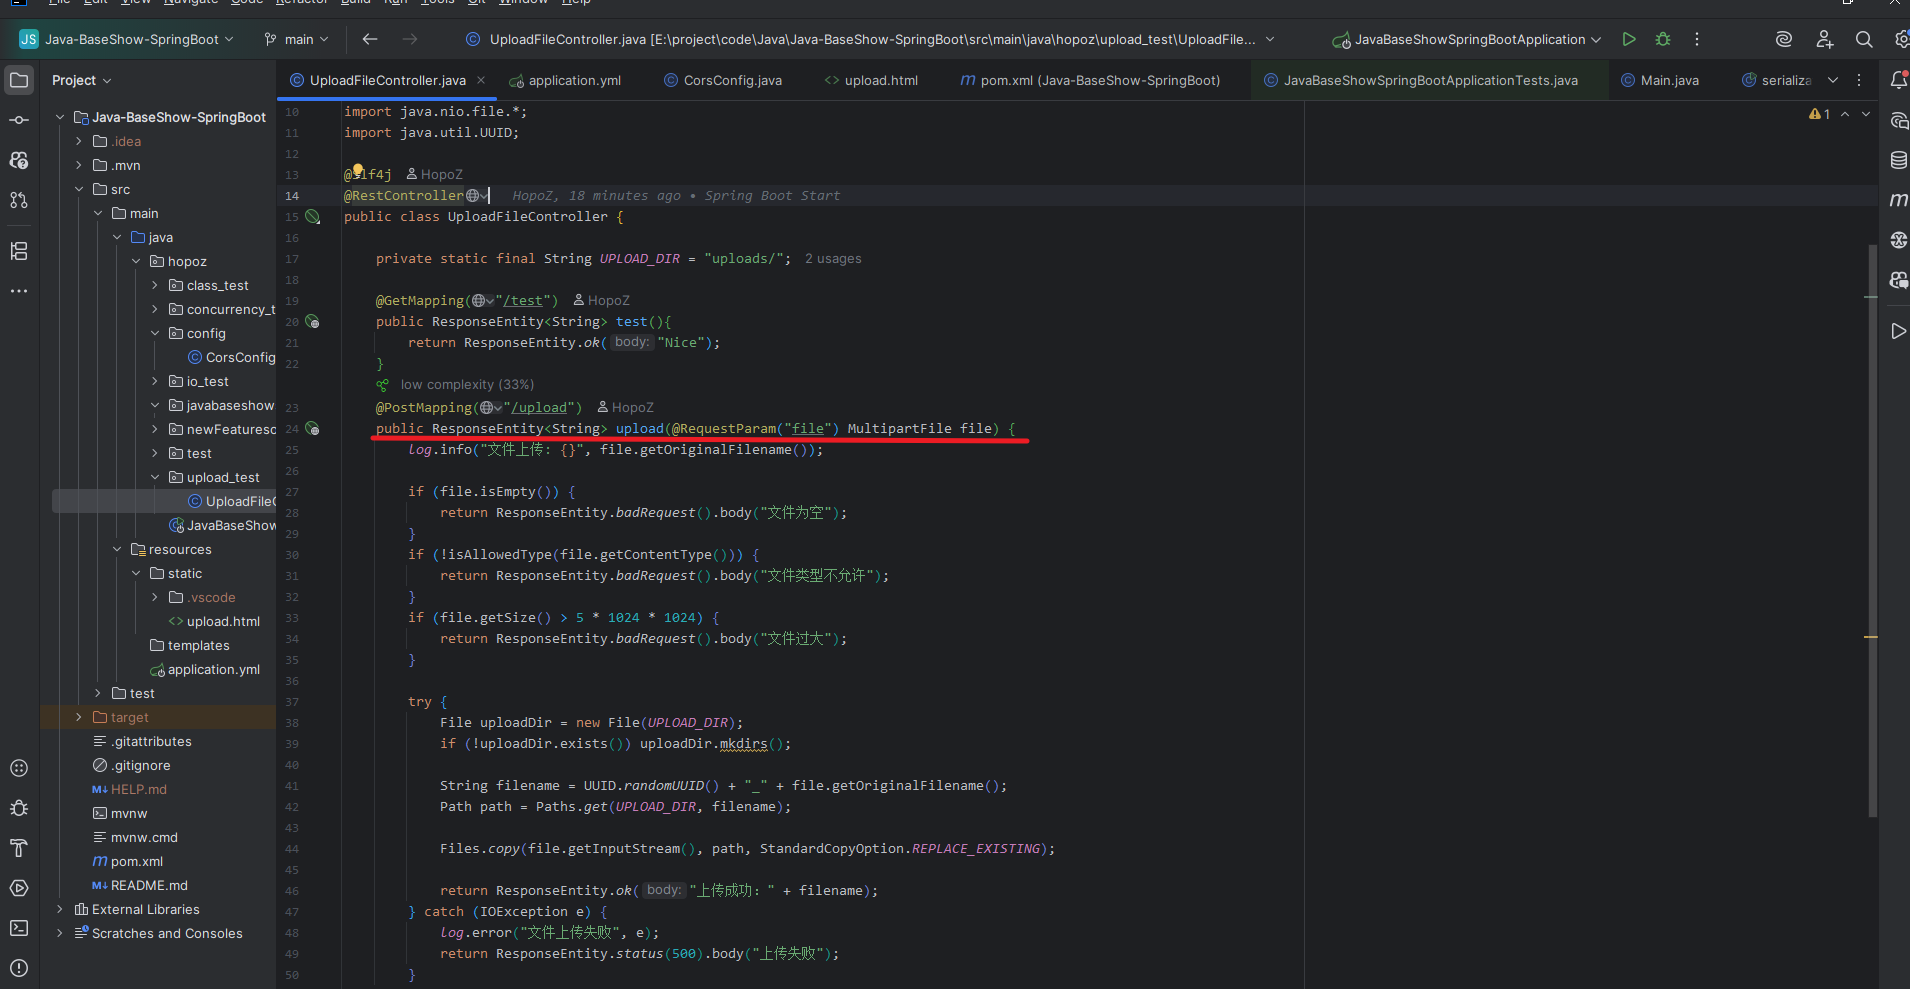 File Edit View Navigate Code Refactor Build Run Tools Git Window Help
JS Java-BaseShow-SpringBoot main UploadFileController.java [E:\project\code\Java\Java-BaseShow-SpringBoot\src\main\java\hopoz\upload_test\UploadFile... JavaBaseShowSpringBootApplication
Project
UploadFileController.java application.yml CorsConfig.java upload.html pom.xml (Java-BaseShow-SpringBoot) JavaBaseShowSpringBootApplicationTests.java Main.java serializa
Java-BaseShow-SpringBoot
.idea
.mvn
src
main
java
hopoz
class_test
concurrency_t
config
CorsConfig
io_test
javabaseshow
newFeatures
test
upload_test
UploadFileC
JavaBaseShow
resources
static
.vscode
upload.html
templates
application.yml
test
target
.gitattributes
.gitignore
HELP.md
mvnw
mvnw.cmd
pom.xml
README.md
External Libraries
Scratches and Consoles
1
10 import java.nio.file.*;
11 import java.util.UUID;
12
13 @Slf4j HopoZ
14 @RestController HopoZ, 18 minutes ago • Spring Boot Start
15 public class UploadFileController {
16
17 private static final String UPLOAD_DIR = "uploads/"; 2 usages
18
19 @GetMapping("/test") HopoZ
20 public ResponseEntity<String> test(){
21 return ResponseEntity.ok( body: "Nice");
22 }
low complexity (33%)
23 @PostMapping("/upload") HopoZ
24 public ResponseEntity<String> upload(@RequestParam("file") MultipartFile file) {
25 log.info("文件上传: {}", file.getOriginalFilename());
26
27 if (file.isEmpty()) {
28 return ResponseEntity.badRequest().body("文件为空");
29 }
30 if (!isAllowedType(file.getContentType())) {
31 return ResponseEntity.badRequest().body("文件类型不允许");
32 }
33 if (file.getSize() > 5 * 1024 * 1024) {
34 return ResponseEntity.badRequest().body("文件过大");
35 }
36
37 try {
38 File uploadDir = new File(UPLOAD_DIR);
39 if (!uploadDir.exists()) uploadDir.mkdirs();
40
41 String filename = UUID.randomUUID() + "_" + file.getOriginalFilename();
42 Path path = Paths.get(UPLOAD_DIR, filename);
43
44 Files.copy(file.getInputStream(), path, StandardCopyOption.REPLACE_EXISTING);
45
46 return ResponseEntity.ok( body: "上传成功: " + filename);
47 } catch (IOException e) {
48 log.error("文件上传失败", e);
49 return ResponseEntity.status(500).body("上传失败");
50 }